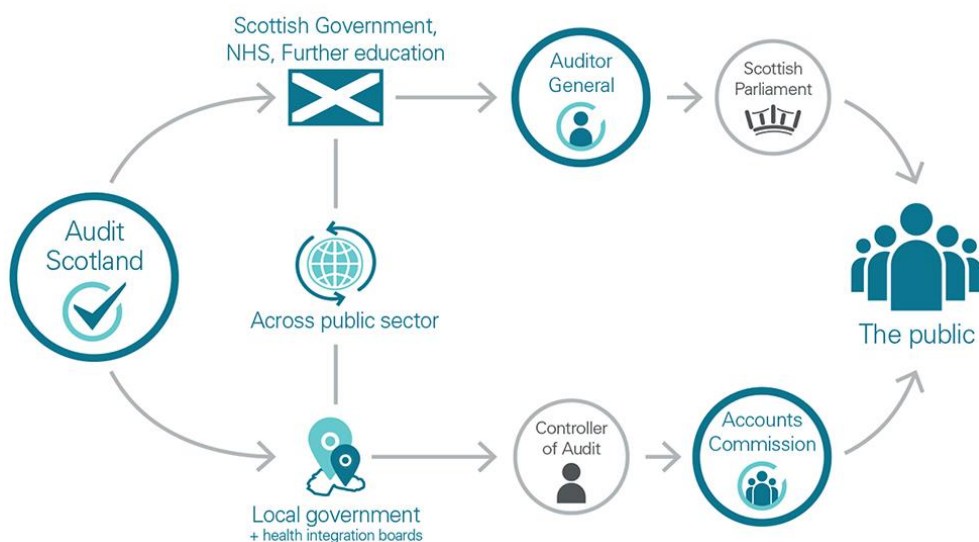 Scottish Government,
NHS, Further education
Auditor
General
Scottish
Parliament
Audit
Scotland
Across public sector
The public
Local government
+ health integration boards
Controller
of Audit
Accounts
Commission